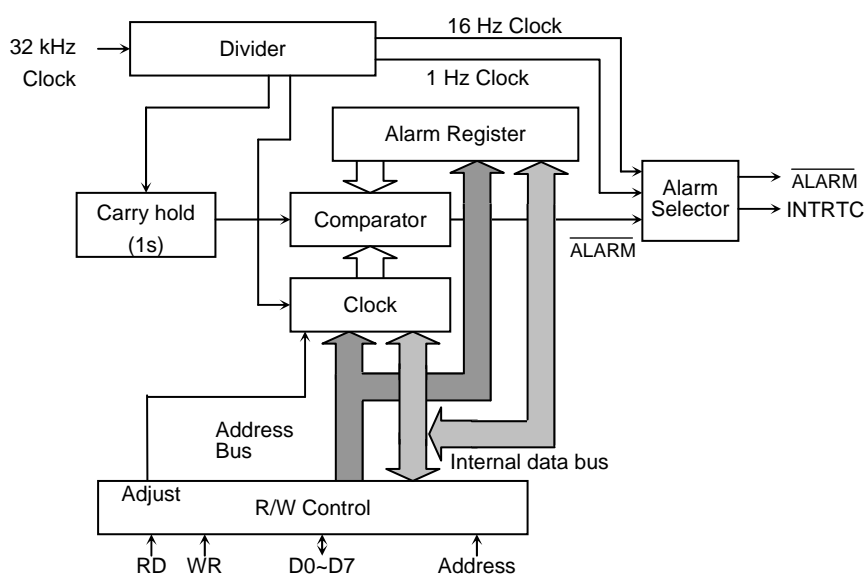 16 Hz Clock
32 kHz
Clock
Divider
1 Hz Clock
Alarm Register
Carry hold
(1s)
Comparator
Alarm
Selector
ALARM
INTRTC
ALARM
Clock
Address
Bus
Internal data bus
Adjust
R/W Control
RD WR D0~D7 Address